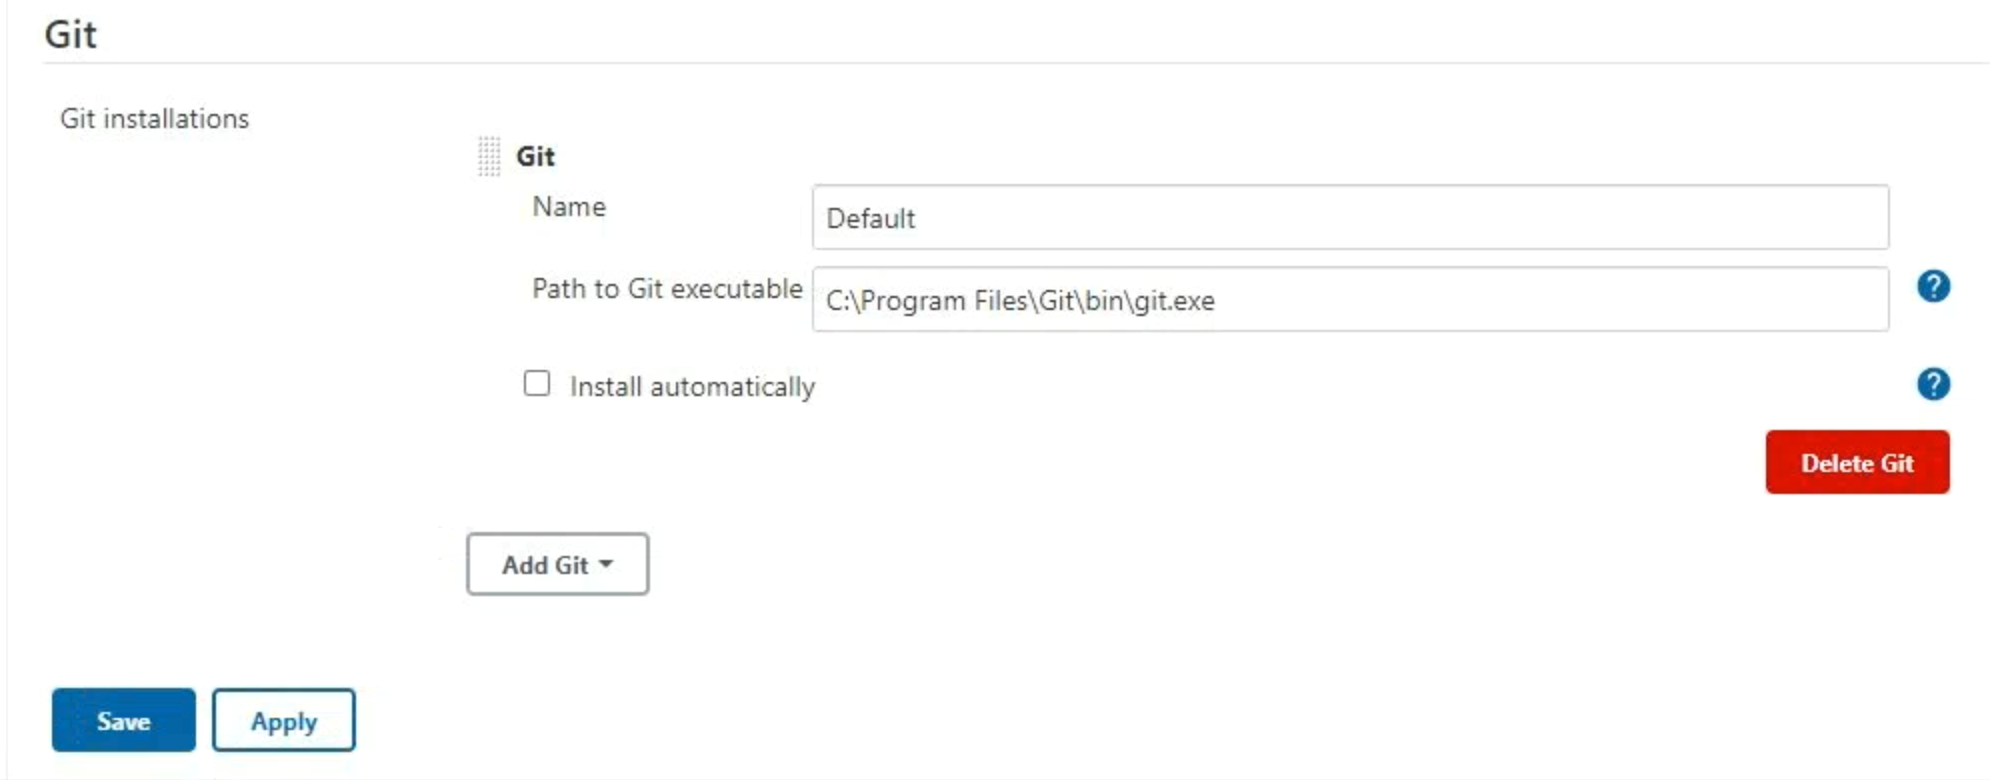 Git
Git installations
Git
Name
Default
Path to Git executable
C:\Program Files\Git\bin\git.exe
?
Install automatically
?
Delete Git
Add Git
Save
Apply